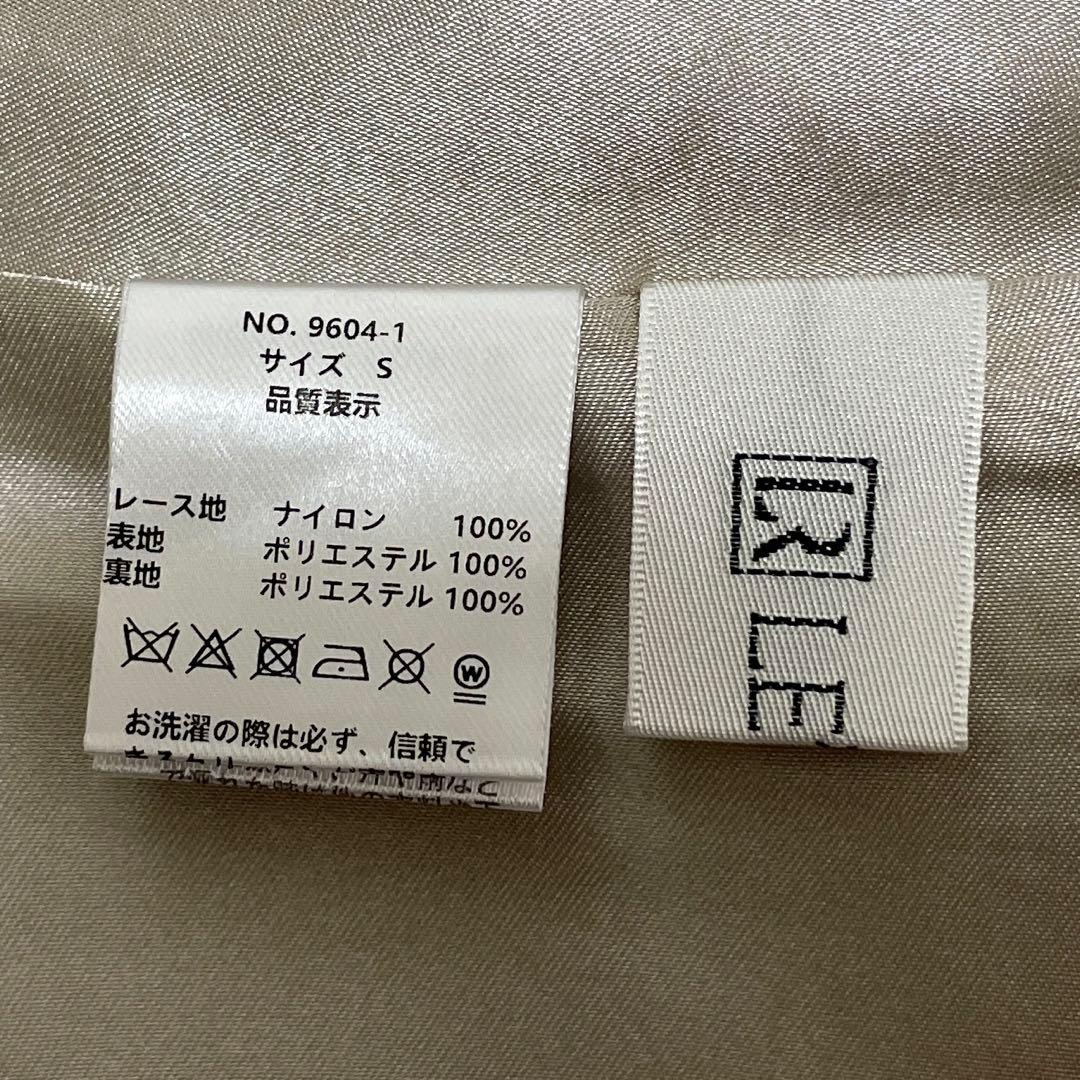 NO. 9604-1
サイズ S
品質表示
レース地 ナイロン 100%
表地 ポリエステル 100%
裏地 ポリエステル 100%
W
お洗濯の際は必ず、信頼で
LR